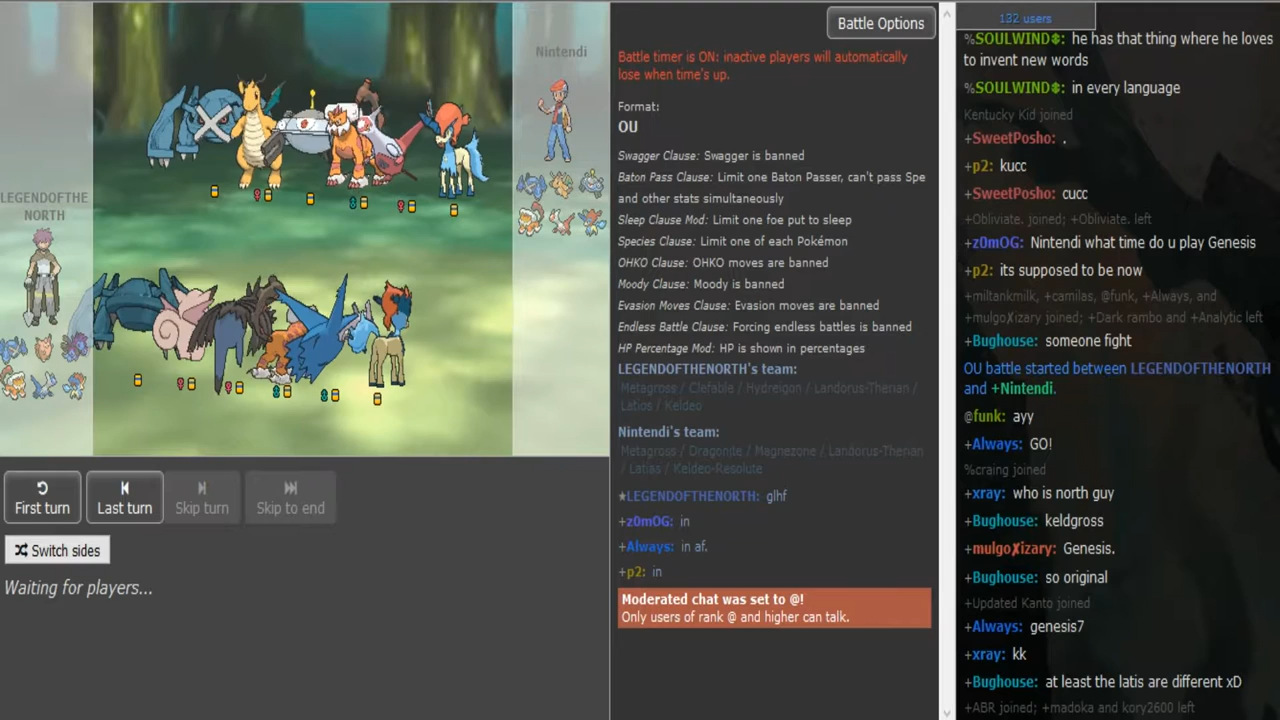 Nintendi
LEGENDOFTHE
NORTH
First turn
Last turn
Skip turn
Skip to end
Switch sides
Waiting for players...
Battle Options
Battle timer is ON: inactive players will automatically
lose when time's up.
Format:
OU
Swagger Clause: Swagger is banned
Baton Pass Clause: Limit one Baton Passer, can't pass Spe
and other stats simultaneously
Sleep Clause Mod: Limit one foe put to sleep
Species Clause: Limit one of each Pokémon
OHKO Clause: OHKO moves are banned
Moody Clause: Moody is banned
Evasion Moves Clause: Evasion moves are banned
Endless Battle Clause: Forcing endless battles is banned
HP Percentage Mod: HP is shown in percentages
LEGENDOFTHENORTH's team:
Metagross / Clefable / Hydreigon / Landorus-Therian /
Latios / Keldeo
Nintendi's team:
Metagross / Dragonite / Magnezone / Landorus-Therian
/ Latias / Keldeo-Resolute
★LEGENDOFTHENORTH: glhf
+z0mOG: in
+Always: in af.
+p2: in
Moderated chat was set to @!
Only users of rank @ and higher can talk.
132 users
%SOULWIND❄: he has that thing where he loves
to invent new words
%SOULWIND❄: in every language
Kentucky Kid joined
+SweetPosho: .
+p2: kucc
+SweetPosho: cucc
+Obliviate. joined; +Obliviate. left
+z0mOG: Nintendi what time do u play Genesis
+p2: its supposed to be now
+miltankmilk, +camilas, @funk, +Always, and
+mulgo✗izary joined; +Dark rambo and +Analytic left
+Bughouse: someone fight
OU battle started between LEGENDOFTHENORTH
and +Nintendi.
@funk: ayy
+Always: GO!
%craing joined
+xray: who is north guy
+Bughouse: keldgross
+mulgo✗izary: Genesis.
+Bughouse: so original
+Updated Kanto joined
+Always: genesis7
+xray: kk
+Bughouse: at least the latis are different xD
+ABR joined; +madoka and kory2600 left